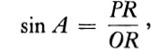 sin A = PR/OR,